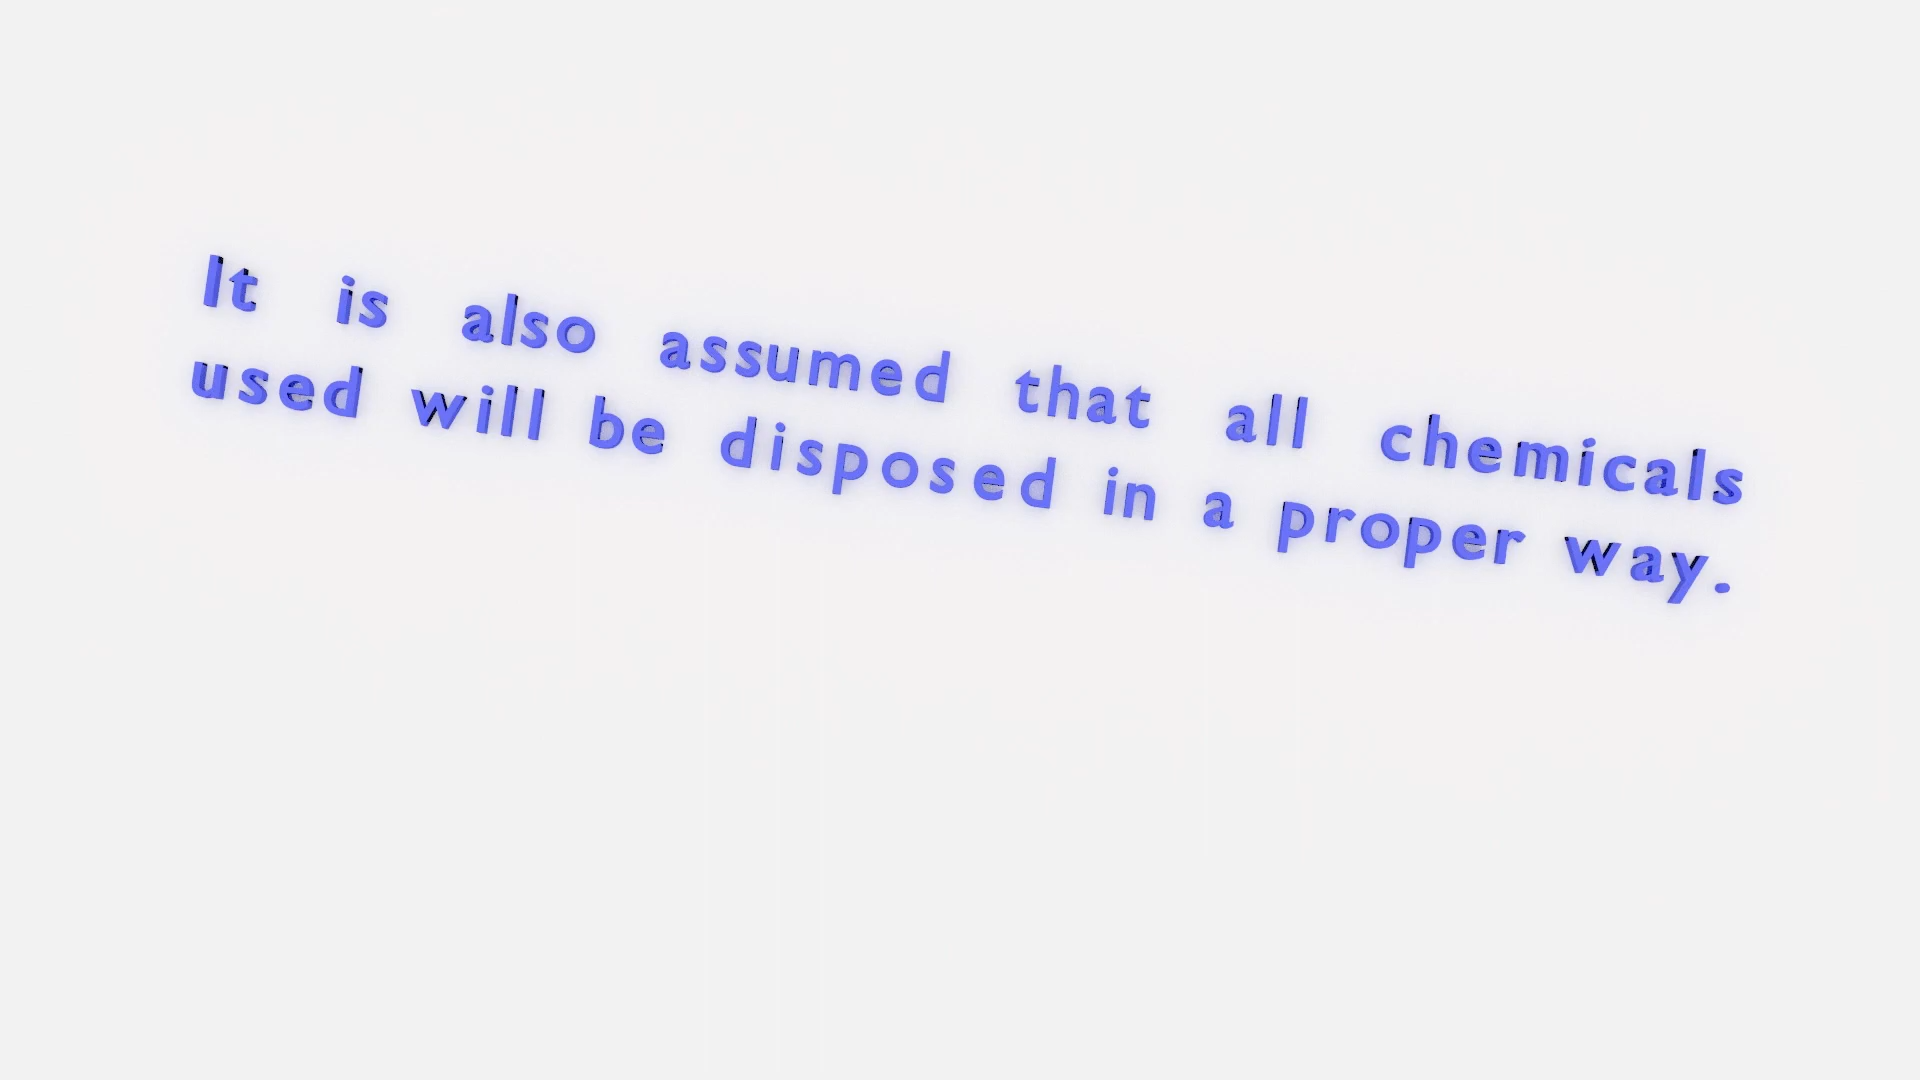 It is also assumed that all chemicals
used will be disposed in a proper way.